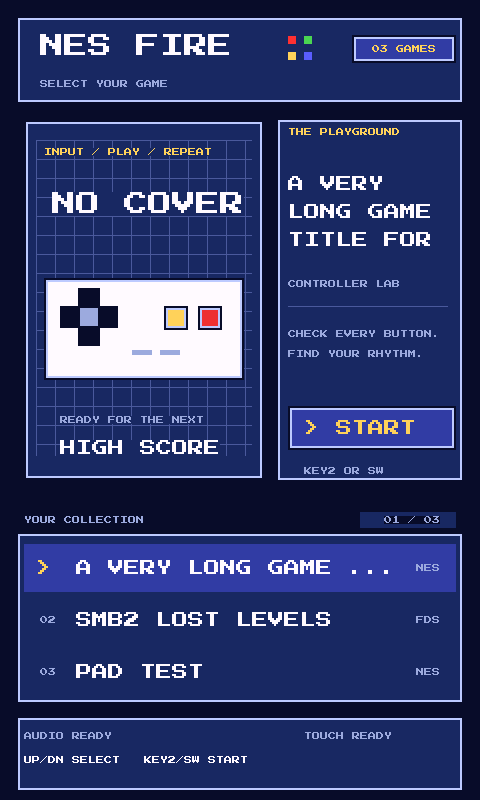 NES FIRE
03 GAMES
SELECT YOUR GAME
INPUT / PLAY / REPEAT
NO COVER
READY FOR THE NEXT
HIGH SCORE
THE PLAYGROUND
A VERY
LONG GAME
TITLE FOR
CONTROLLER LAB
CHECK EVERY BUTTON.
FIND YOUR RHYTHM.
> START
KEY2 OR SW
YOUR COLLECTION
01 / 03
> A VERY LONG GAME ... NES
02 SMB2 LOST LEVELS FDS
03 PAD TEST NES
AUDIO READY
TOUCH READY
UP/DN SELECT KEY2/SW START